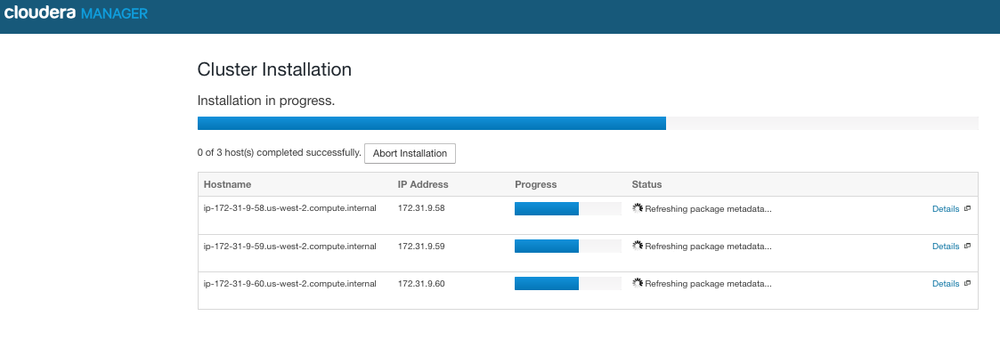 cloudera MANAGER
Cluster Installation
Installation in progress.
0 of 3 host(s) completed successfully. Abort Installation
Hostname IP Address Progress Status
ip-172-31-9-58.us-west-2.compute.internal 172.31.9.58 Refreshing package metadata... Details
ip-172-31-9-59.us-west-2.compute.internal 172.31.9.59 Refreshing package metadata... Details
ip-172-31-9-60.us-west-2.compute.internal 172.31.9.60 Refreshing package metadata... Details